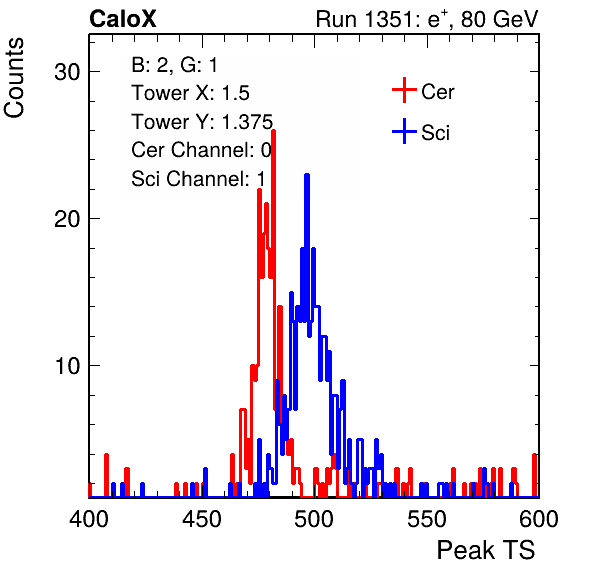 CaloX Run 1351: e⁺, 80 GeV
Counts
B: 2, G: 1
Tower X: 1.5
Tower Y: 1.375
Cer Channel: 0
Sci Channel: 1
Cer
Sci
30
20
10
400 450 500 550 600
Peak TS